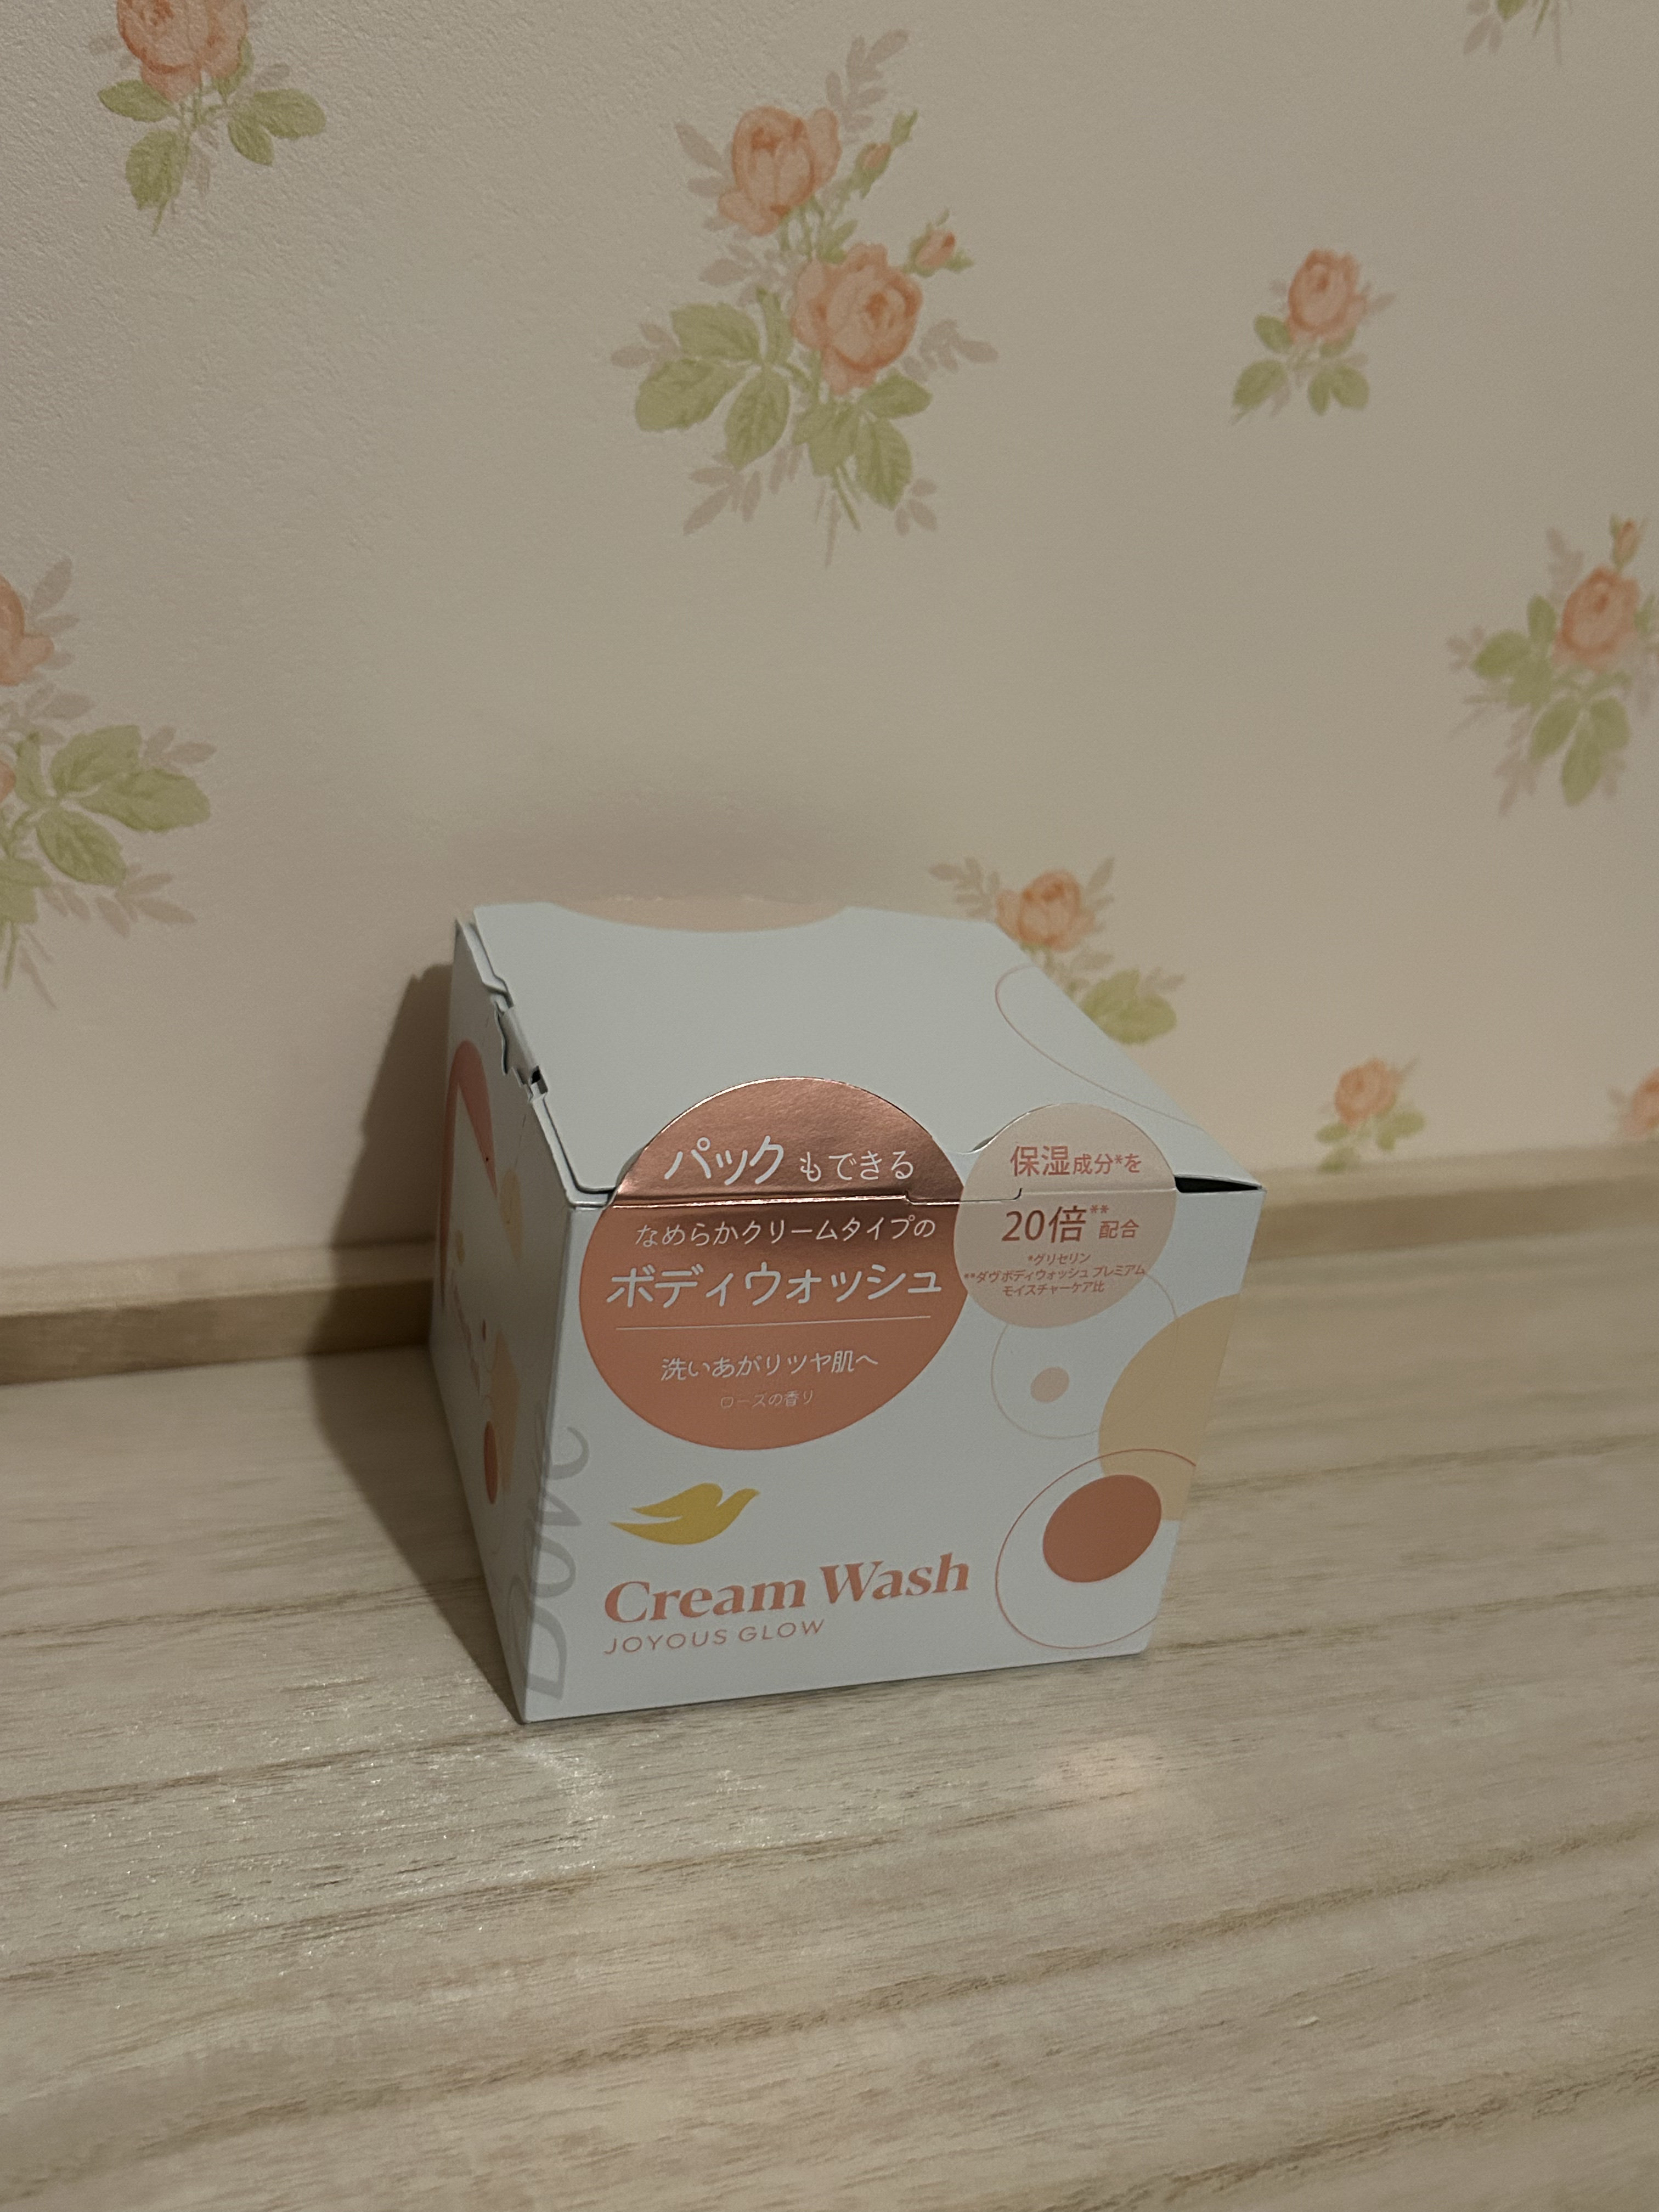 パックもできる
なめらかクリームタイプの
ボディウォッシュ
洗いあがりツヤ肌へ
ローズの香り
保湿成分*を
20倍**配合
*グリセリン
**ダヴ ボディウォッシュ プレミアム
モイスチャーケア比
Dove
Cream Wash
JOYOUS GLOW